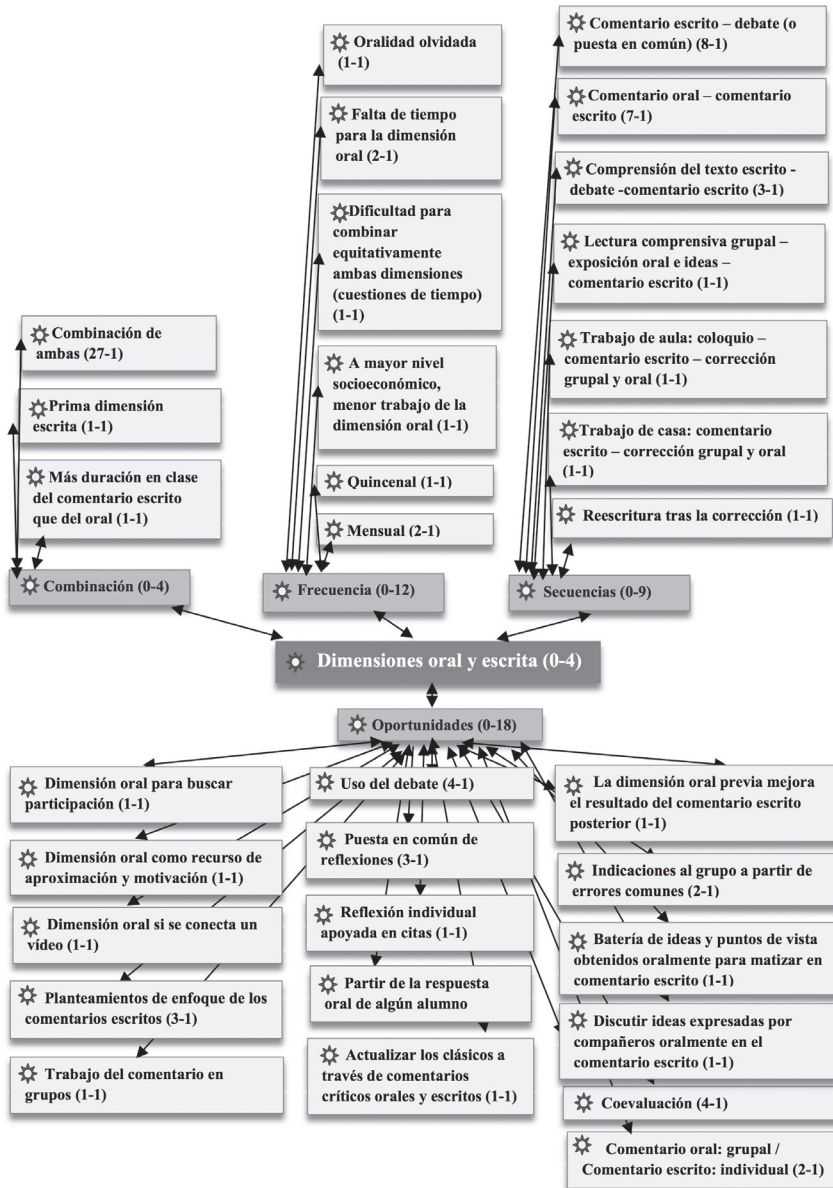 Combinación de
ambas (27-1)
Prima dimensión
escrita (1-1)
Más duración en clase
del comentario escrito
que del oral (1-1)
Combinación (0-4)
Oralidad olvidada
(1-1)
Falta de tiempo
para la dimensión
oral (2-1)
Dificultad para
combinar
equitativamente
ambas dimensiones
(cuestiones de tiempo)
(1-1)
A mayor nivel
socioeconómico,
menor trabajo de la
dimensión oral (1-1)
Quincenal (1-1)
Mensual (2-1)
Frecuencia (0-12)
Comentario escrito – debate (o
puesta en común) (8-1)
Comentario oral – comentario
escrito (7-1)
Comprensión del texto escrito -
debate -comentario escrito (3-1)
Lectura comprensiva grupal –
exposición oral e ideas –
comentario escrito (1-1)
Trabajo de aula: coloquio –
comentario escrito – corrección
grupal y oral (1-1)
Trabajo de casa: comentario
escrito – corrección grupal y oral
(1-1)
Reescritura tras la corrección (1-1)
Secuencias (0-9)
Dimensiones oral y escrita (0-4)
Oportunidades (0-18)
Dimensión oral para buscar
participación (1-1)
Dimensión oral como recurso de
aproximación y motivación (1-1)
Dimensión oral si se conecta un
vídeo (1-1)
Planteamientos de enfoque de los
comentarios escritos (3-1)
Trabajo del comentario en
grupos (1-1)
Uso del debate (4-1)
Puesta en común de
reflexiones (3-1)
Reflexión individual
apoyada en citas (1-1)
Partir de la respuesta
oral de algún alumno
Actualizar los clásicos a
través de comentarios
críticos orales y escritos (1-1)
La dimensión oral previa mejora
el resultado del comentario escrito
posterior (1-1)
Indicaciones al grupo a partir de
errores comunes (2-1)
Batería de ideas y puntos de vista
obtenidos oralmente para matizar en
comentario escrito (1-1)
Discutir ideas expresadas por
compañeros oralmente en el
comentario escrito (1-1)
Coevaluación (4-1)
Comentario oral: grupal /
Comentario escrito: individual (2-1)